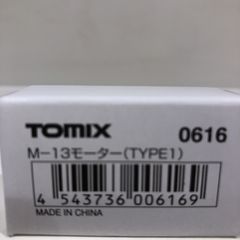 TOMIX 0616
M-13モーター(TYPE1)
4 543736 006169
MADE IN CHINA